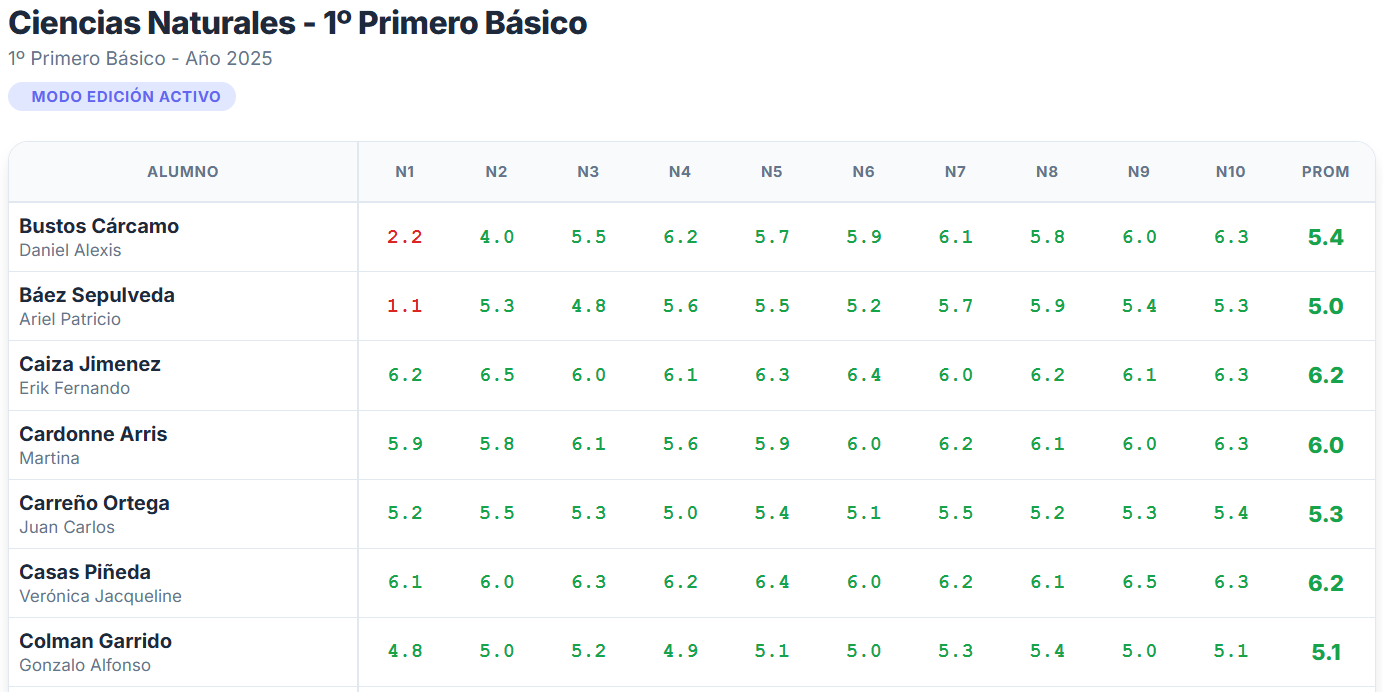 Ciencias Naturales - 1º Primero Básico
1º Primero Básico - Año 2025
MODO EDICIÓN ACTIVO
ALUMNO N1 N2 N3 N4 N5 N6 N7 N8 N9 N10 PROM
Bustos Cárcamo
Daniel Alexis
2.2 4.0 5.5 6.2 5.7 5.9 6.1 5.8 6.0 6.3 5.4
Báez Sepulveda
Ariel Patricio
1.1 5.3 4.8 5.6 5.5 5.2 5.7 5.9 5.4 5.3 5.0
Caiza Jimenez
Erik Fernando
6.2 6.5 6.0 6.1 6.3 6.4 6.0 6.2 6.1 6.3 6.2
Cardonne Arris
Martina
5.9 5.8 6.1 5.6 5.9 6.0 6.2 6.1 6.0 6.3 6.0
Carreño Ortega
Juan Carlos
5.2 5.5 5.3 5.0 5.4 5.1 5.5 5.2 5.3 5.4 5.3
Casas Piñeda
Verónica Jacqueline
6.1 6.0 6.3 6.2 6.4 6.0 6.2 6.1 6.5 6.3 6.2
Colman Garrido
Gonzalo Alfonso
4.8 5.0 5.2 4.9 5.1 5.0 5.3 5.4 5.0 5.1 5.1